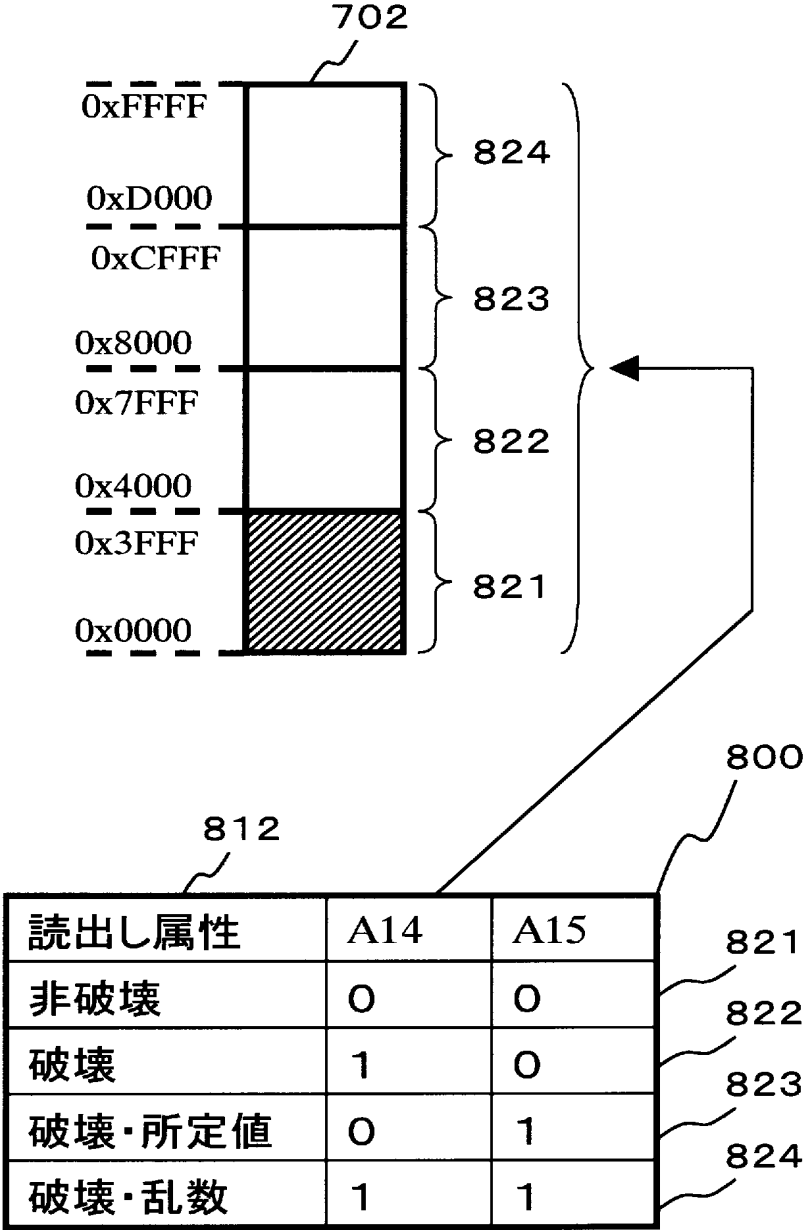 702
0xFFFF
824
0xD000
0xCFFF
823
0x8000
0x7FFF
822
0x4000
0x3FFF
821
0x0000
800
812
読出し属性 A14 A15
821
非破壊 0 0
822
破壊 1 0
823
破壊・所定値 0 1
824
破壊・乱数 1 1